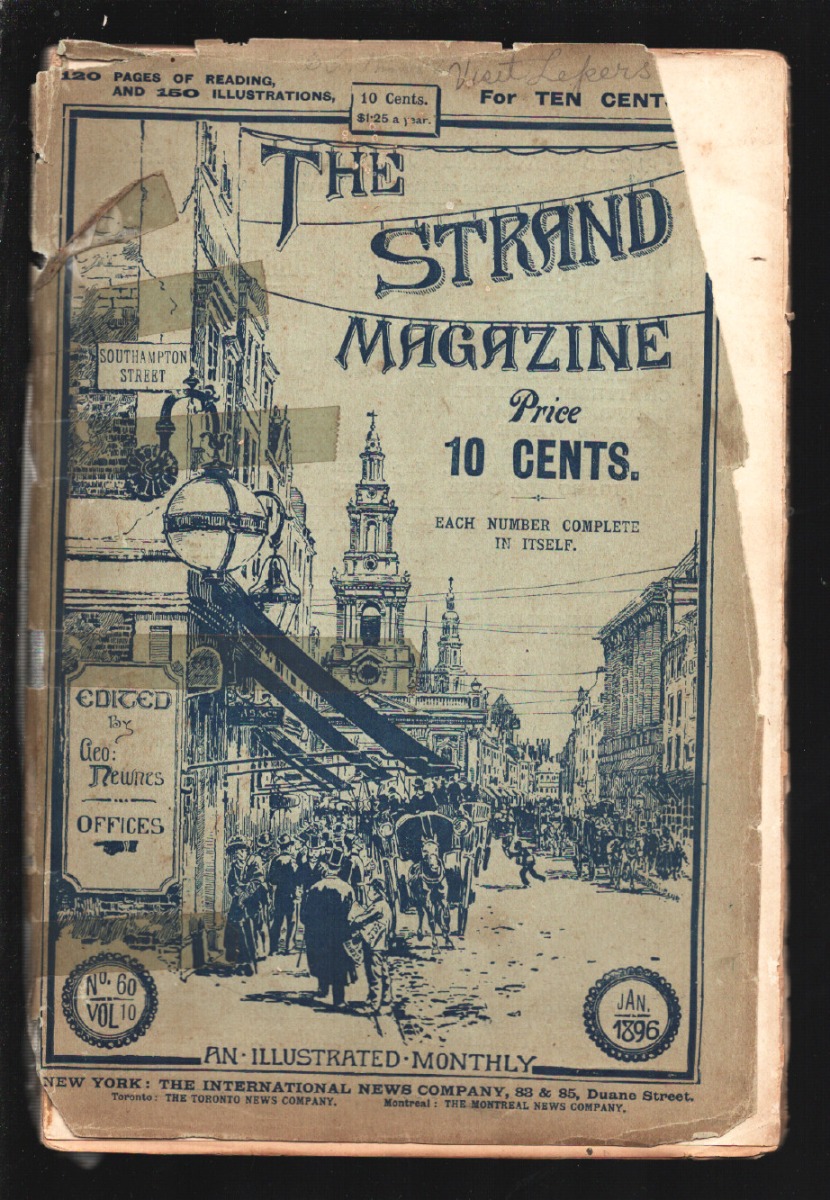 120 PAGES OF READING,
AND 150 ILLUSTRATIONS,
10 Cents.
$1.25 a year.
For TEN CENT
Visit Lepers
THE
STRAND
MAGAZINE
Price
10 CENTS.
EACH NUMBER COMPLETE
IN ITSELF.
SOUTHAMPTON
STREET
EDITED
By
Geo:
Newnes
OFFICES
No. 60
VOL 10
JAN.
1896
AN·ILLUSTRATED·MONTHLY
NEW YORK: THE INTERNATIONAL NEWS COMPANY, 83 & 85, Duane Street.
Toronto: THE TORONTO NEWS COMPANY. Montreal: THE MONTREAL NEWS COMPANY.